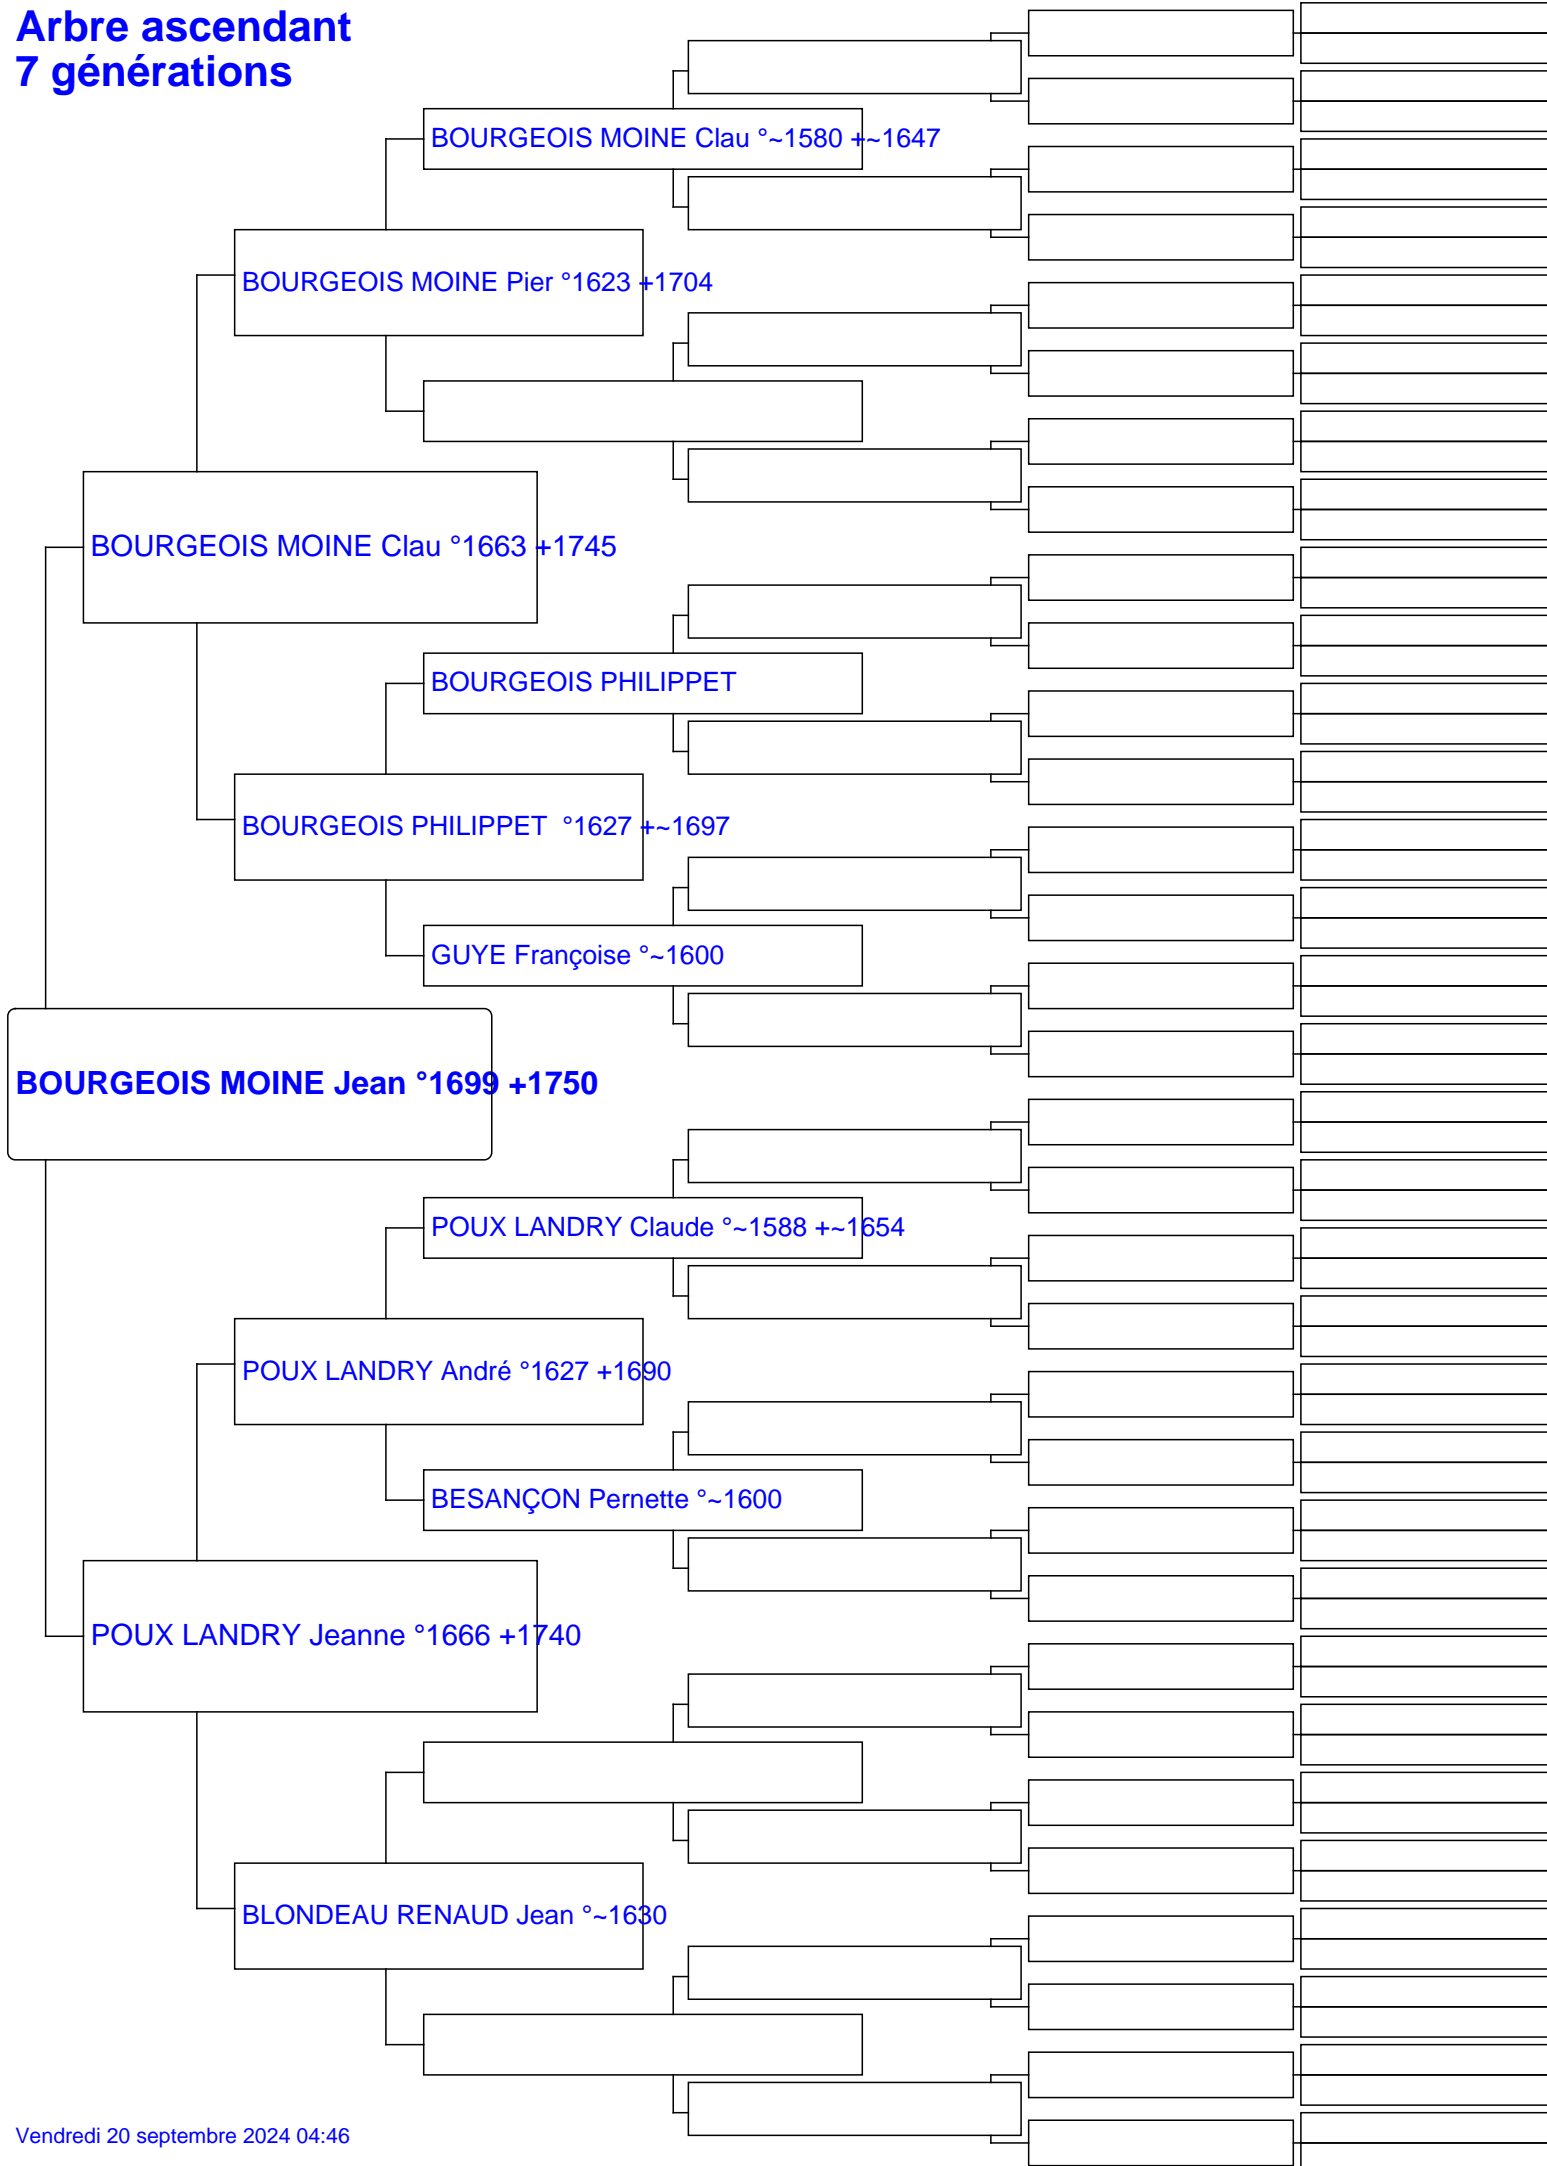 Arbre ascendant
7 générations
BOURGEOIS MOINE Clau °~1580 +~1647
BOURGEOIS MOINE Pier °1623 +1704
BOURGEOIS MOINE Clau °1663 +1745
BOURGEOIS PHILIPPET
BOURGEOIS PHILIPPET  °1627 +~1697
GUYE Françoise °~1600
BOURGEOIS MOINE Jean °1699 +1750
POUX LANDRY Claude °~1588 +~1654
POUX LANDRY André °1627 +1690
BESANÇON Pernette °~1600
POUX LANDRY Jeanne °1666 +1740
BLONDEAU RENAUD Jean °~1630
Vendredi 20 septembre 2024 04:46